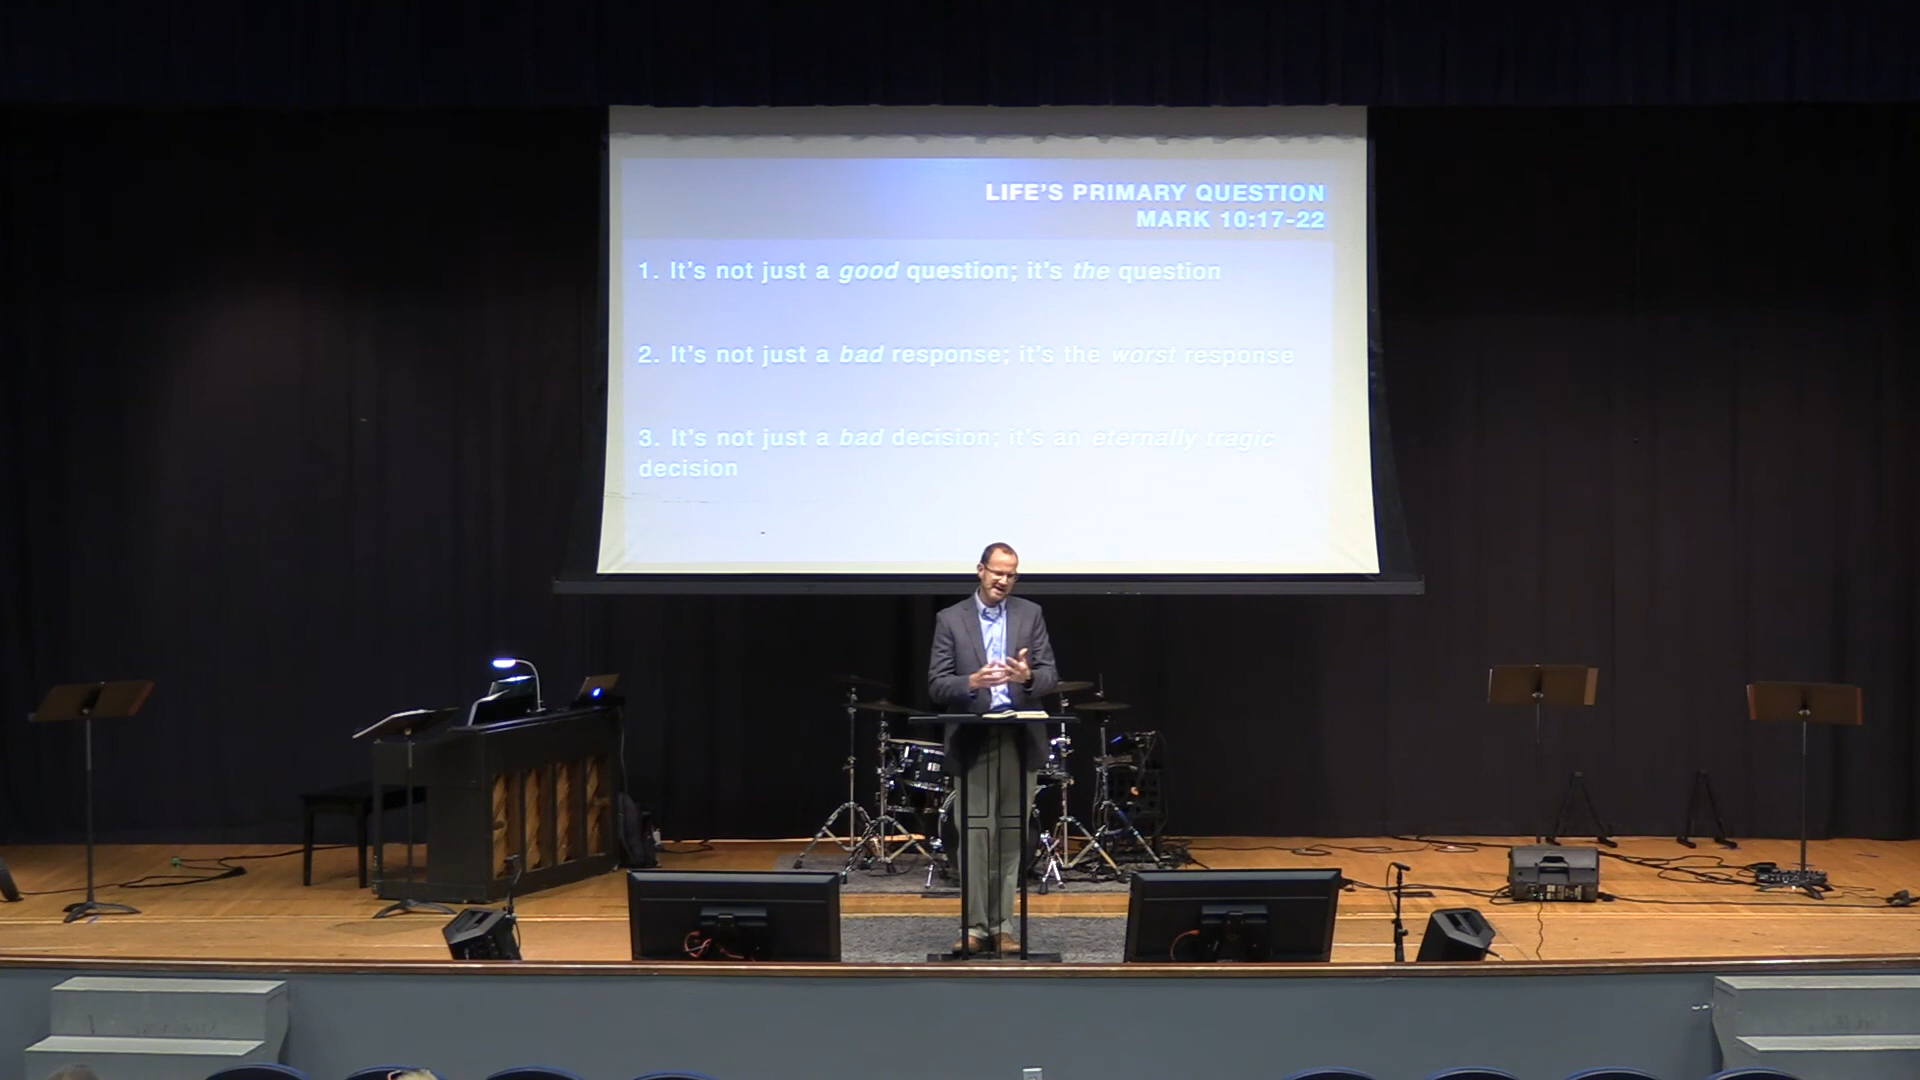 LIFE'S PRIMARY QUESTION
MARK 10:17-22
1. It's not just a good question; it's the question
2. It's not just a bad response; it's the worst response
3. It's not just a bad decision; it's an eternally tragic
decision